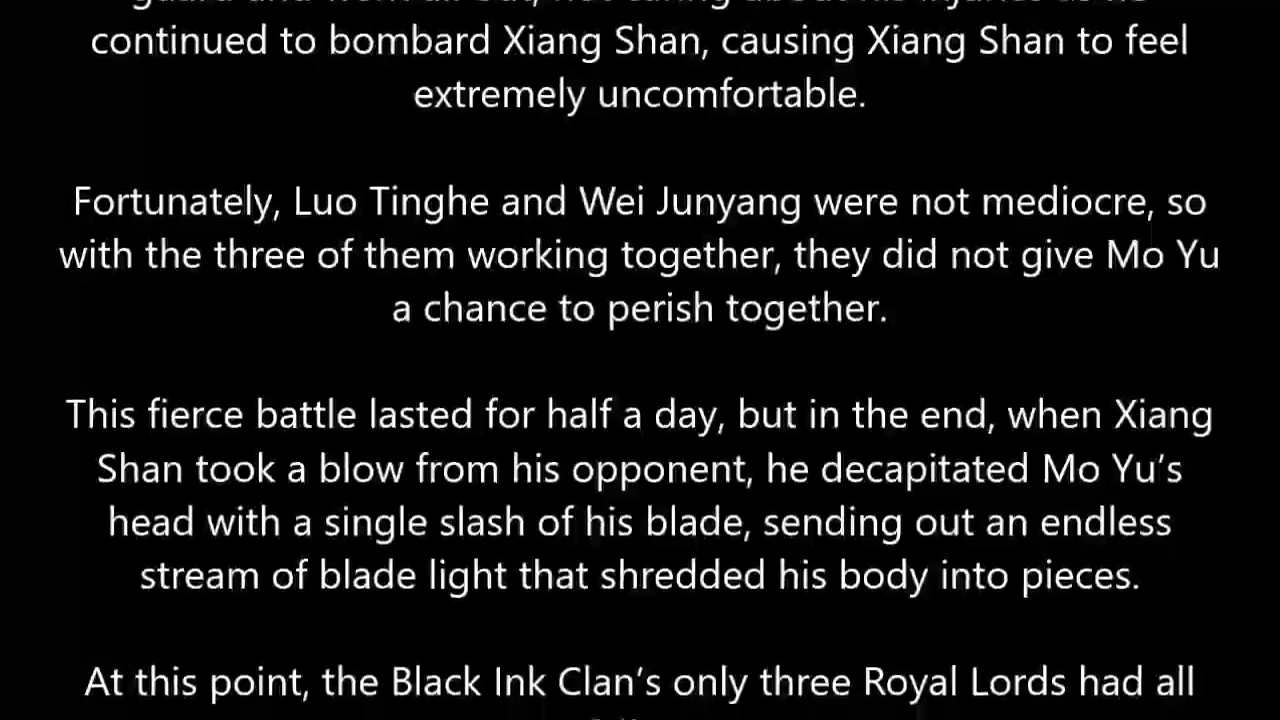 continued to bombard Xiang Shan, causing Xiang Shan to feel
extremely uncomfortable.
Fortunately, Luo Tinghe and Wei Junyang were not mediocre, so
with the three of them working together, they did not give Mo Yu
a chance to perish together.
This fierce battle lasted for half a day, but in the end, when Xiang
Shan took a blow from his opponent, he decapitated Mo Yu’s
head with a single slash of his blade, sending out an endless
stream of blade light that shredded his body into pieces.
At this point, the Black Ink Clan’s only three Royal Lords had all